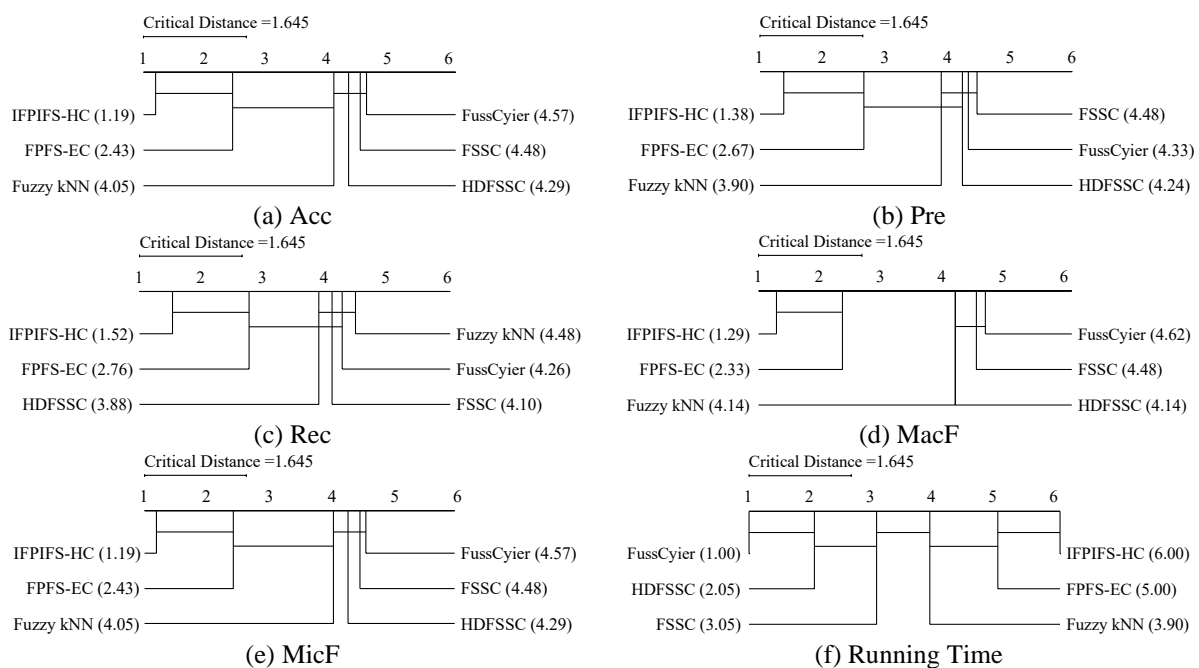 Critical Distance =1.645
1 2 3 4 5 6
IFPIFS-HC (1.19) FussCyier (4.57)
FPFS-EC (2.43) FSSC (4.48)
Fuzzy kNN (4.05) HDFSSC (4.29)
(a) Acc
Critical Distance =1.645
1 2 3 4 5 6
IFPIFS-HC (1.38) FSSC (4.48)
FPFS-EC (2.67) FussCyier (4.33)
Fuzzy kNN (3.90) HDFSSC (4.24)
(b) Pre
Critical Distance =1.645
1 2 3 4 5 6
IFPIFS-HC (1.52) Fuzzy kNN (4.48)
FPFS-EC (2.76) FussCyier (4.26)
HDFSSC (3.88) FSSC (4.10)
(c) Rec
Critical Distance =1.645
1 2 3 4 5 6
IFPIFS-HC (1.29) FussCyier (4.62)
FPFS-EC (2.33) FSSC (4.48)
Fuzzy kNN (4.14) HDFSSC (4.14)
(d) MacF
Critical Distance =1.645
1 2 3 4 5 6
IFPIFS-HC (1.19) FussCyier (4.57)
FPFS-EC (2.43) FSSC (4.48)
Fuzzy kNN (4.05) HDFSSC (4.29)
(e) MicF
Critical Distance =1.645
1 2 3 4 5 6
FussCyier (1.00) IFPIFS-HC (6.00)
HDFSSC (2.05) FPFS-EC (5.00)
FSSC (3.05) Fuzzy kNN (3.90)
(f) Running Time